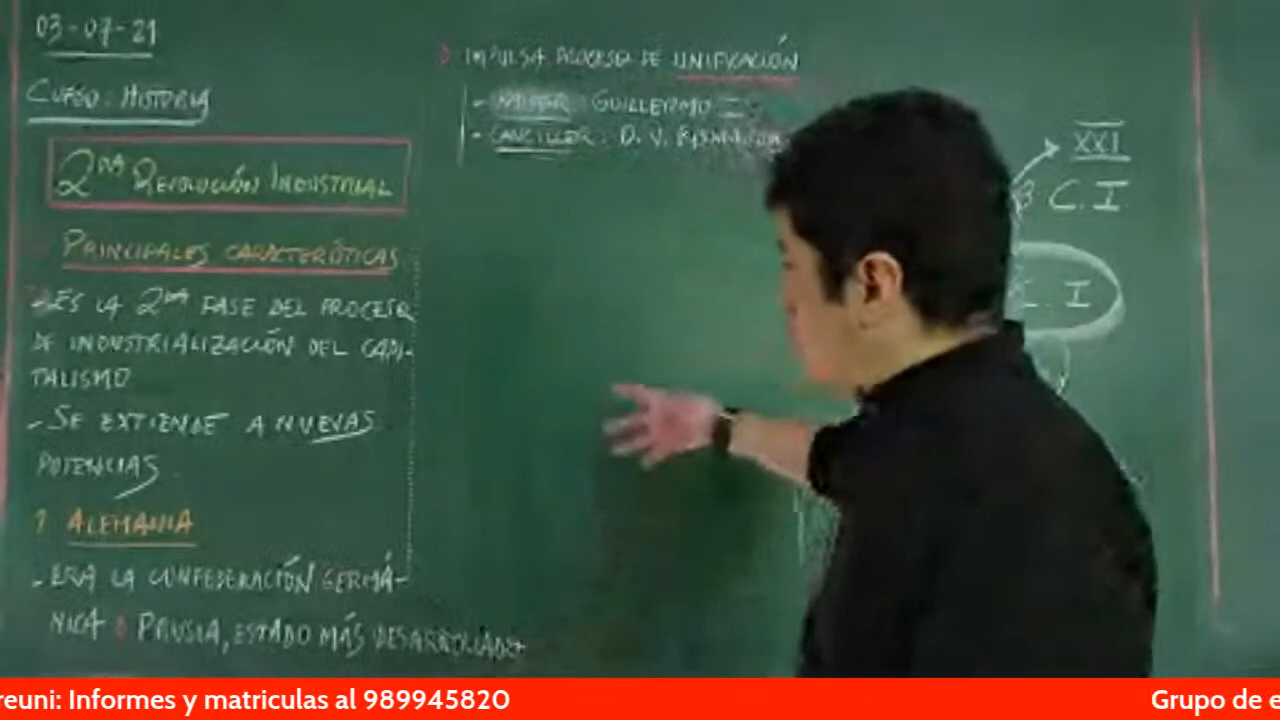 03-07-21
CURSO: HISTORIA
2DA REVOLUCIÓN INDUSTRIAL
PRINCIPALES CARACTERÍSTICAS
- ES LA 2DA FASE DEL PROCESO
DE INDUSTRIALIZACIÓN DEL CAPI-
TALISMO
- SE EXTIENDE A NUEVAS
POTENCIAS
1 ALEMANIA
- ERA LA CONFEDERACIÓN GERMÁ-
NICA PRUSIA, ESTADO MÁS DESARROLLADO
IMPULSA PROCESO DE UNIFICACIÓN
- KAISER: GUILLERMO I
- CANCILLER: O. V. BISMARCK
XXI
C. I
. I
reuni: Informes y matriculas al 989945820
Grupo de e